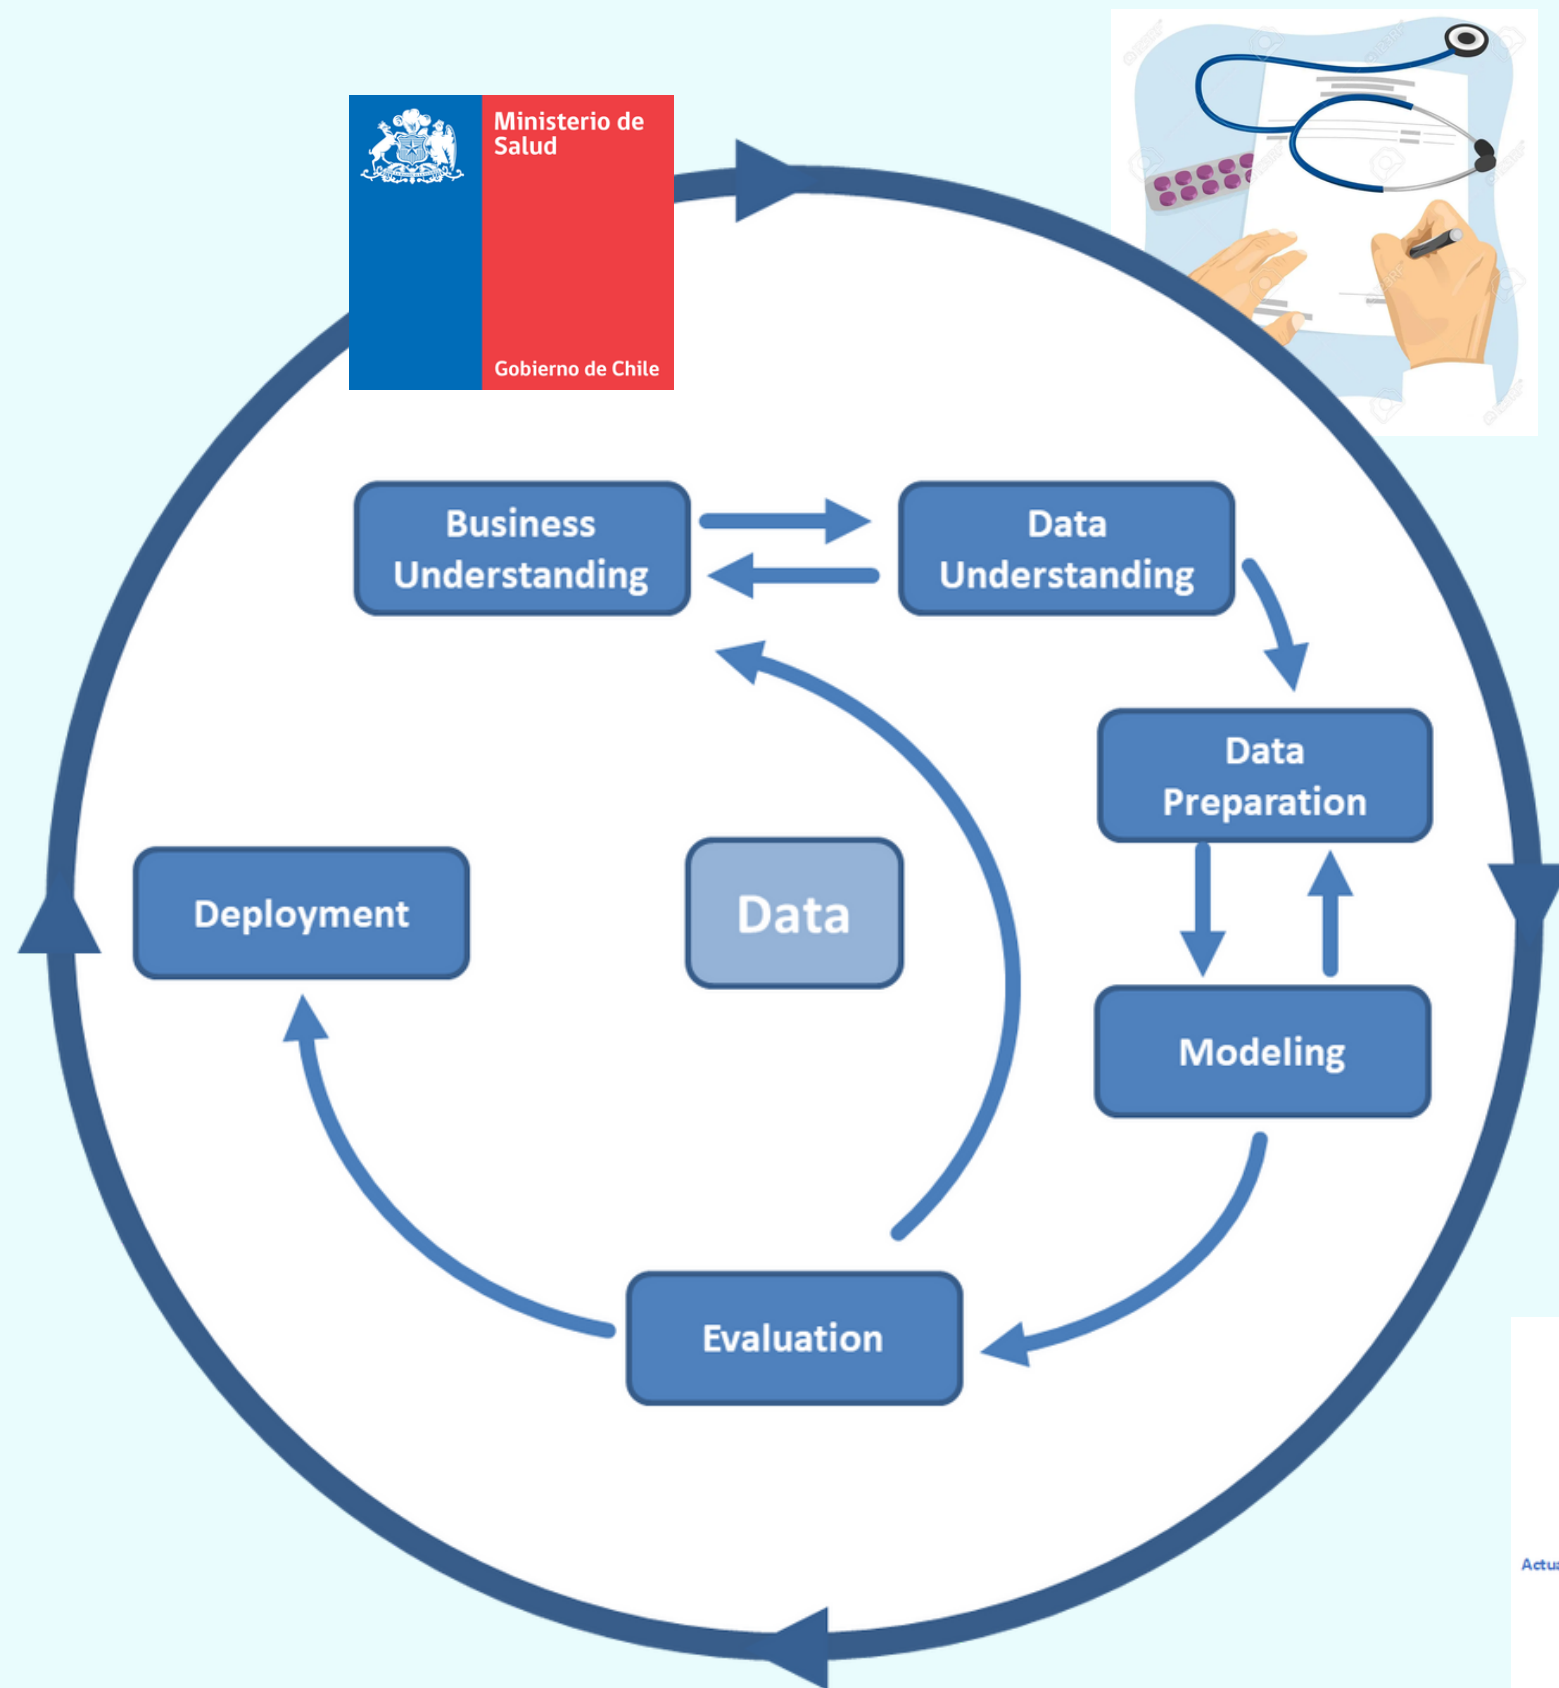 Ministerio de
Salud
Gobierno de Chile
Business
Understanding
Data
Understanding
Data
Preparation
Deployment
Data
Modeling
Evaluation